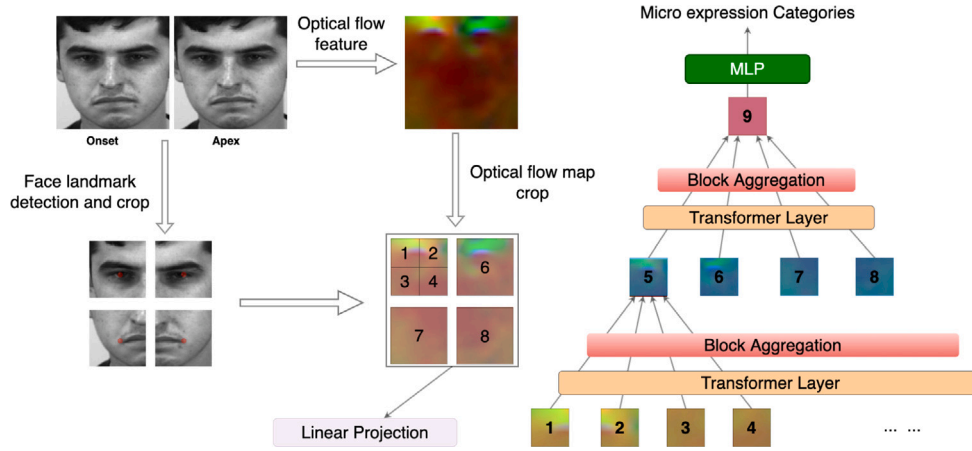 Optical flow
feature
Onset
Apex
Face landmark
detection and crop
Optical flow map
crop
1 2
3 4
6
7
8
Linear Projection
Micro expression Categories
MLP
9
Block Aggregation
Transformer Layer
5 6 7 8
Block Aggregation
Transformer Layer
1 2 3 4 ... ...